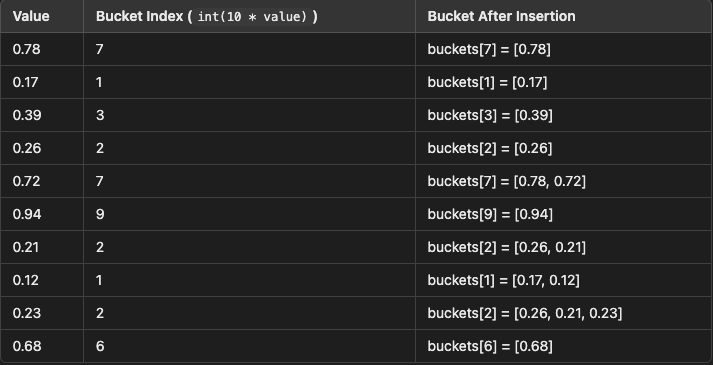 Value Bucket Index ( int(10 * value) ) Bucket After Insertion
0.78 7 buckets[7] = [0.78]
0.17 1 buckets[1] = [0.17]
0.39 3 buckets[3] = [0.39]
0.26 2 buckets[2] = [0.26]
0.72 7 buckets[7] = [0.78, 0.72]
0.94 9 buckets[9] = [0.94]
0.21 2 buckets[2] = [0.26, 0.21]
0.12 1 buckets[1] = [0.17, 0.12]
0.23 2 buckets[2] = [0.26, 0.21, 0.23]
0.68 6 buckets[6] = [0.68]